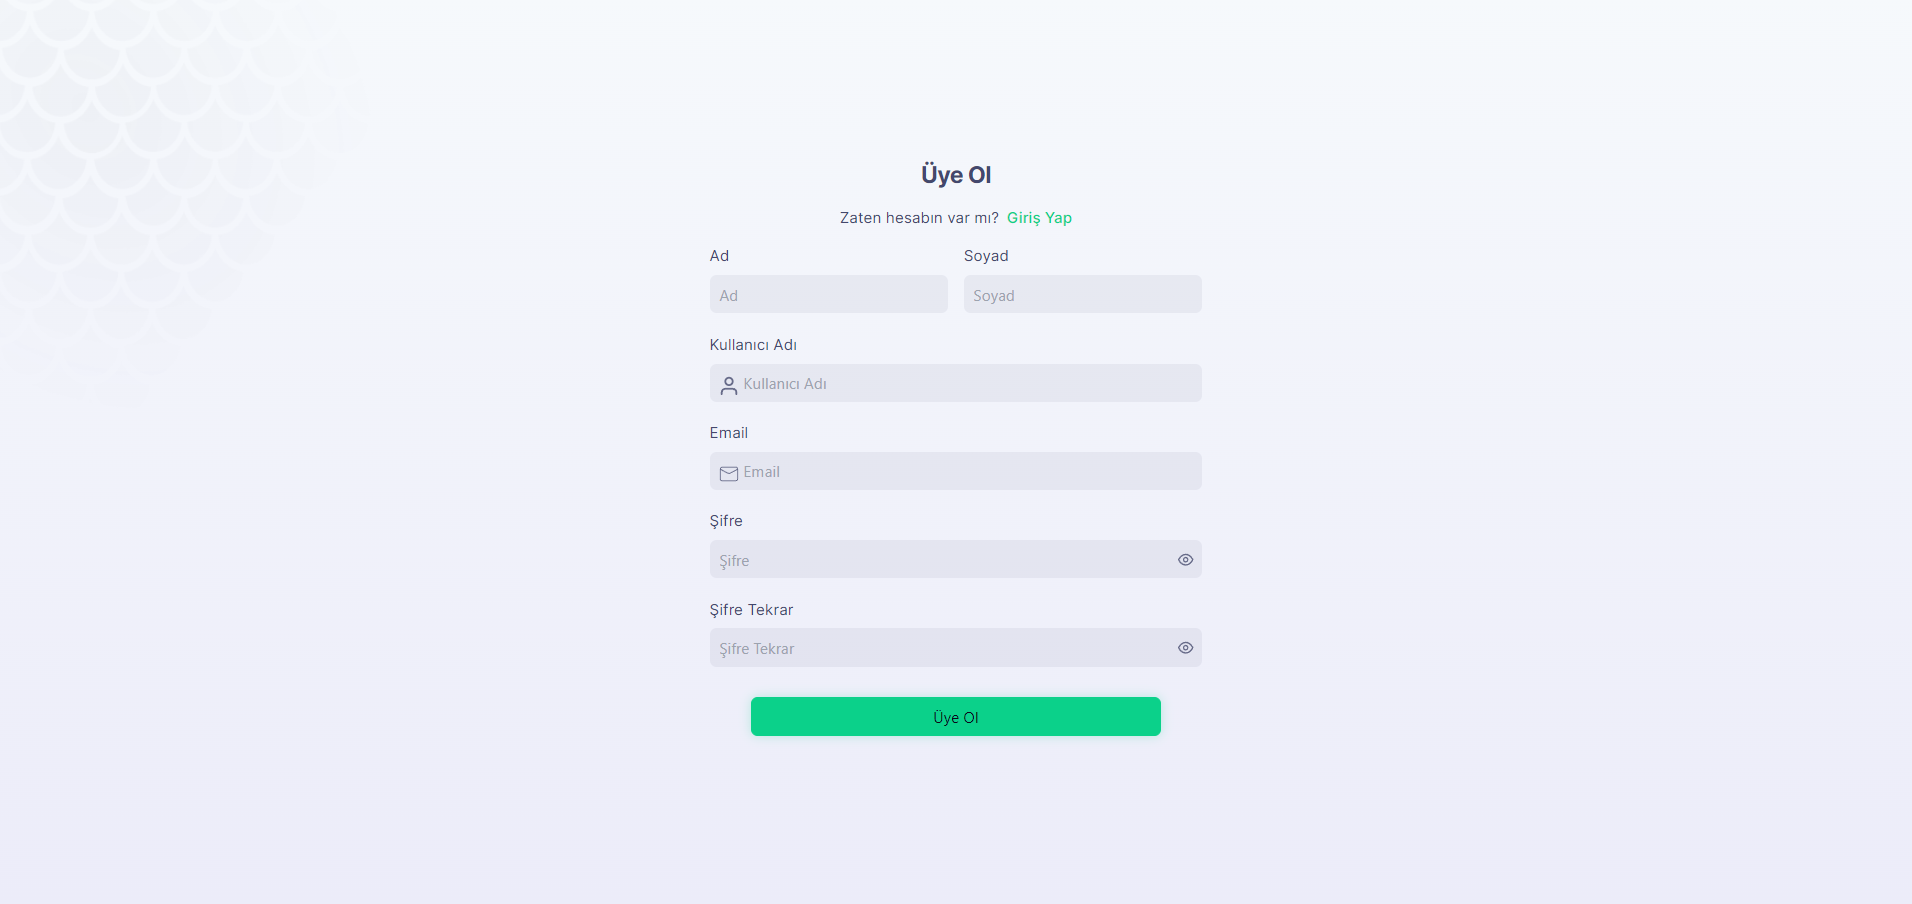 Üye Ol
Zaten hesabın var mı? Giriş Yap
Ad Soyad
Ad Soyad
Kullanıcı Adı
Kullanıcı Adı
Email
Email
Şifre
Şifre
Şifre Tekrar
Şifre Tekrar
Üye Ol